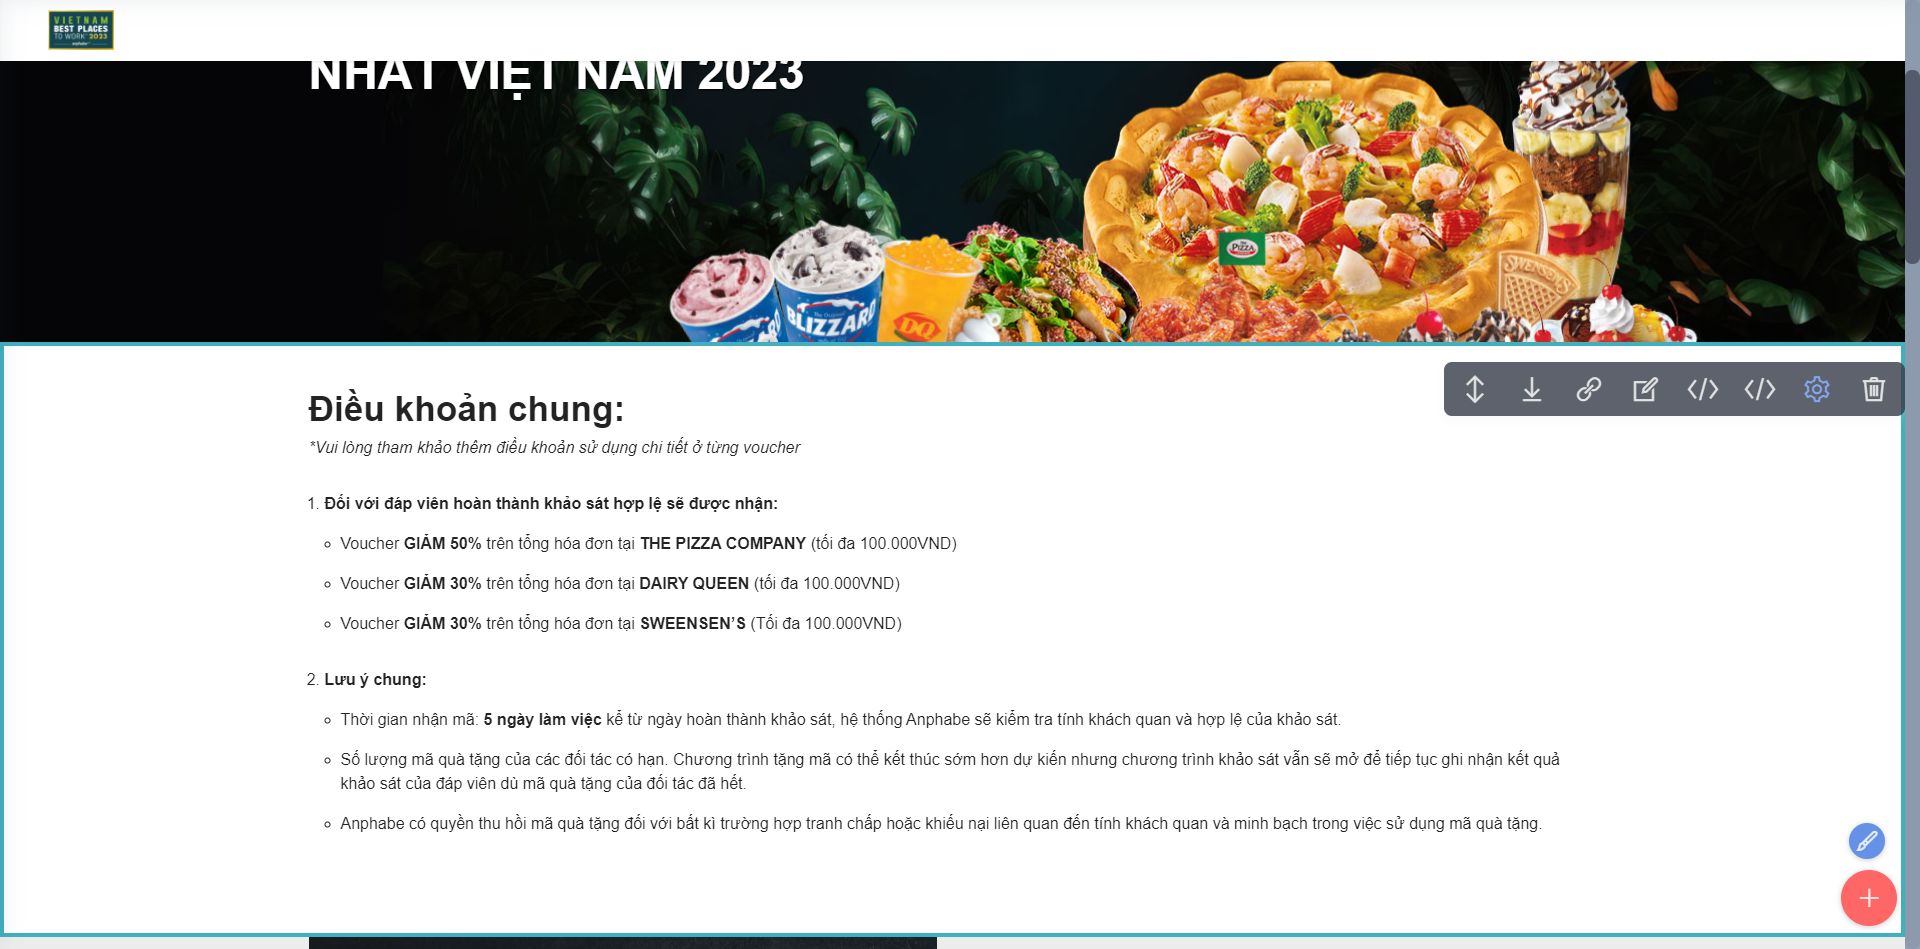 VIETNAM
BEST PLACES
TO WORK 2023
anphabe
NHẤT VIỆT NAM 2023
THE
PIZZA
COMPANY
SWENSEN'S
The Original
BLIZZARD
DQ
Điều khoản chung:
*Vui lòng tham khảo thêm điều khoản sử dụng chi tiết ở từng voucher
1. Đối với đáp viên hoàn thành khảo sát hợp lệ sẽ được nhận:
Voucher GIẢM 50% trên tổng hóa đơn tại THE PIZZA COMPANY (tối đa 100.000VND)
Voucher GIẢM 30% trên tổng hóa đơn tại DAIRY QUEEN (tối đa 100.000VND)
Voucher GIẢM 30% trên tổng hóa đơn tại SWEENSEN’S (Tối đa 100.000VND)
2. Lưu ý chung:
Thời gian nhận mã: 5 ngày làm việc kể từ ngày hoàn thành khảo sát, hệ thống Anphabe sẽ kiểm tra tính khách quan và hợp lệ của khảo sát.
Số lượng mã quà tặng của các đối tác có hạn. Chương trình tặng mã có thể kết thúc sớm hơn dự kiến nhưng chương trình khảo sát vẫn sẽ mở để tiếp tục ghi nhận kết quả
khảo sát của đáp viên dù mã quà tặng của đối tác đã hết.
Anphabe có quyền thu hồi mã quà tặng đối với bất kì trường hợp tranh chấp hoặc khiếu nại liên quan đến tính khách quan và minh bạch trong việc sử dụng mã quà tặng.